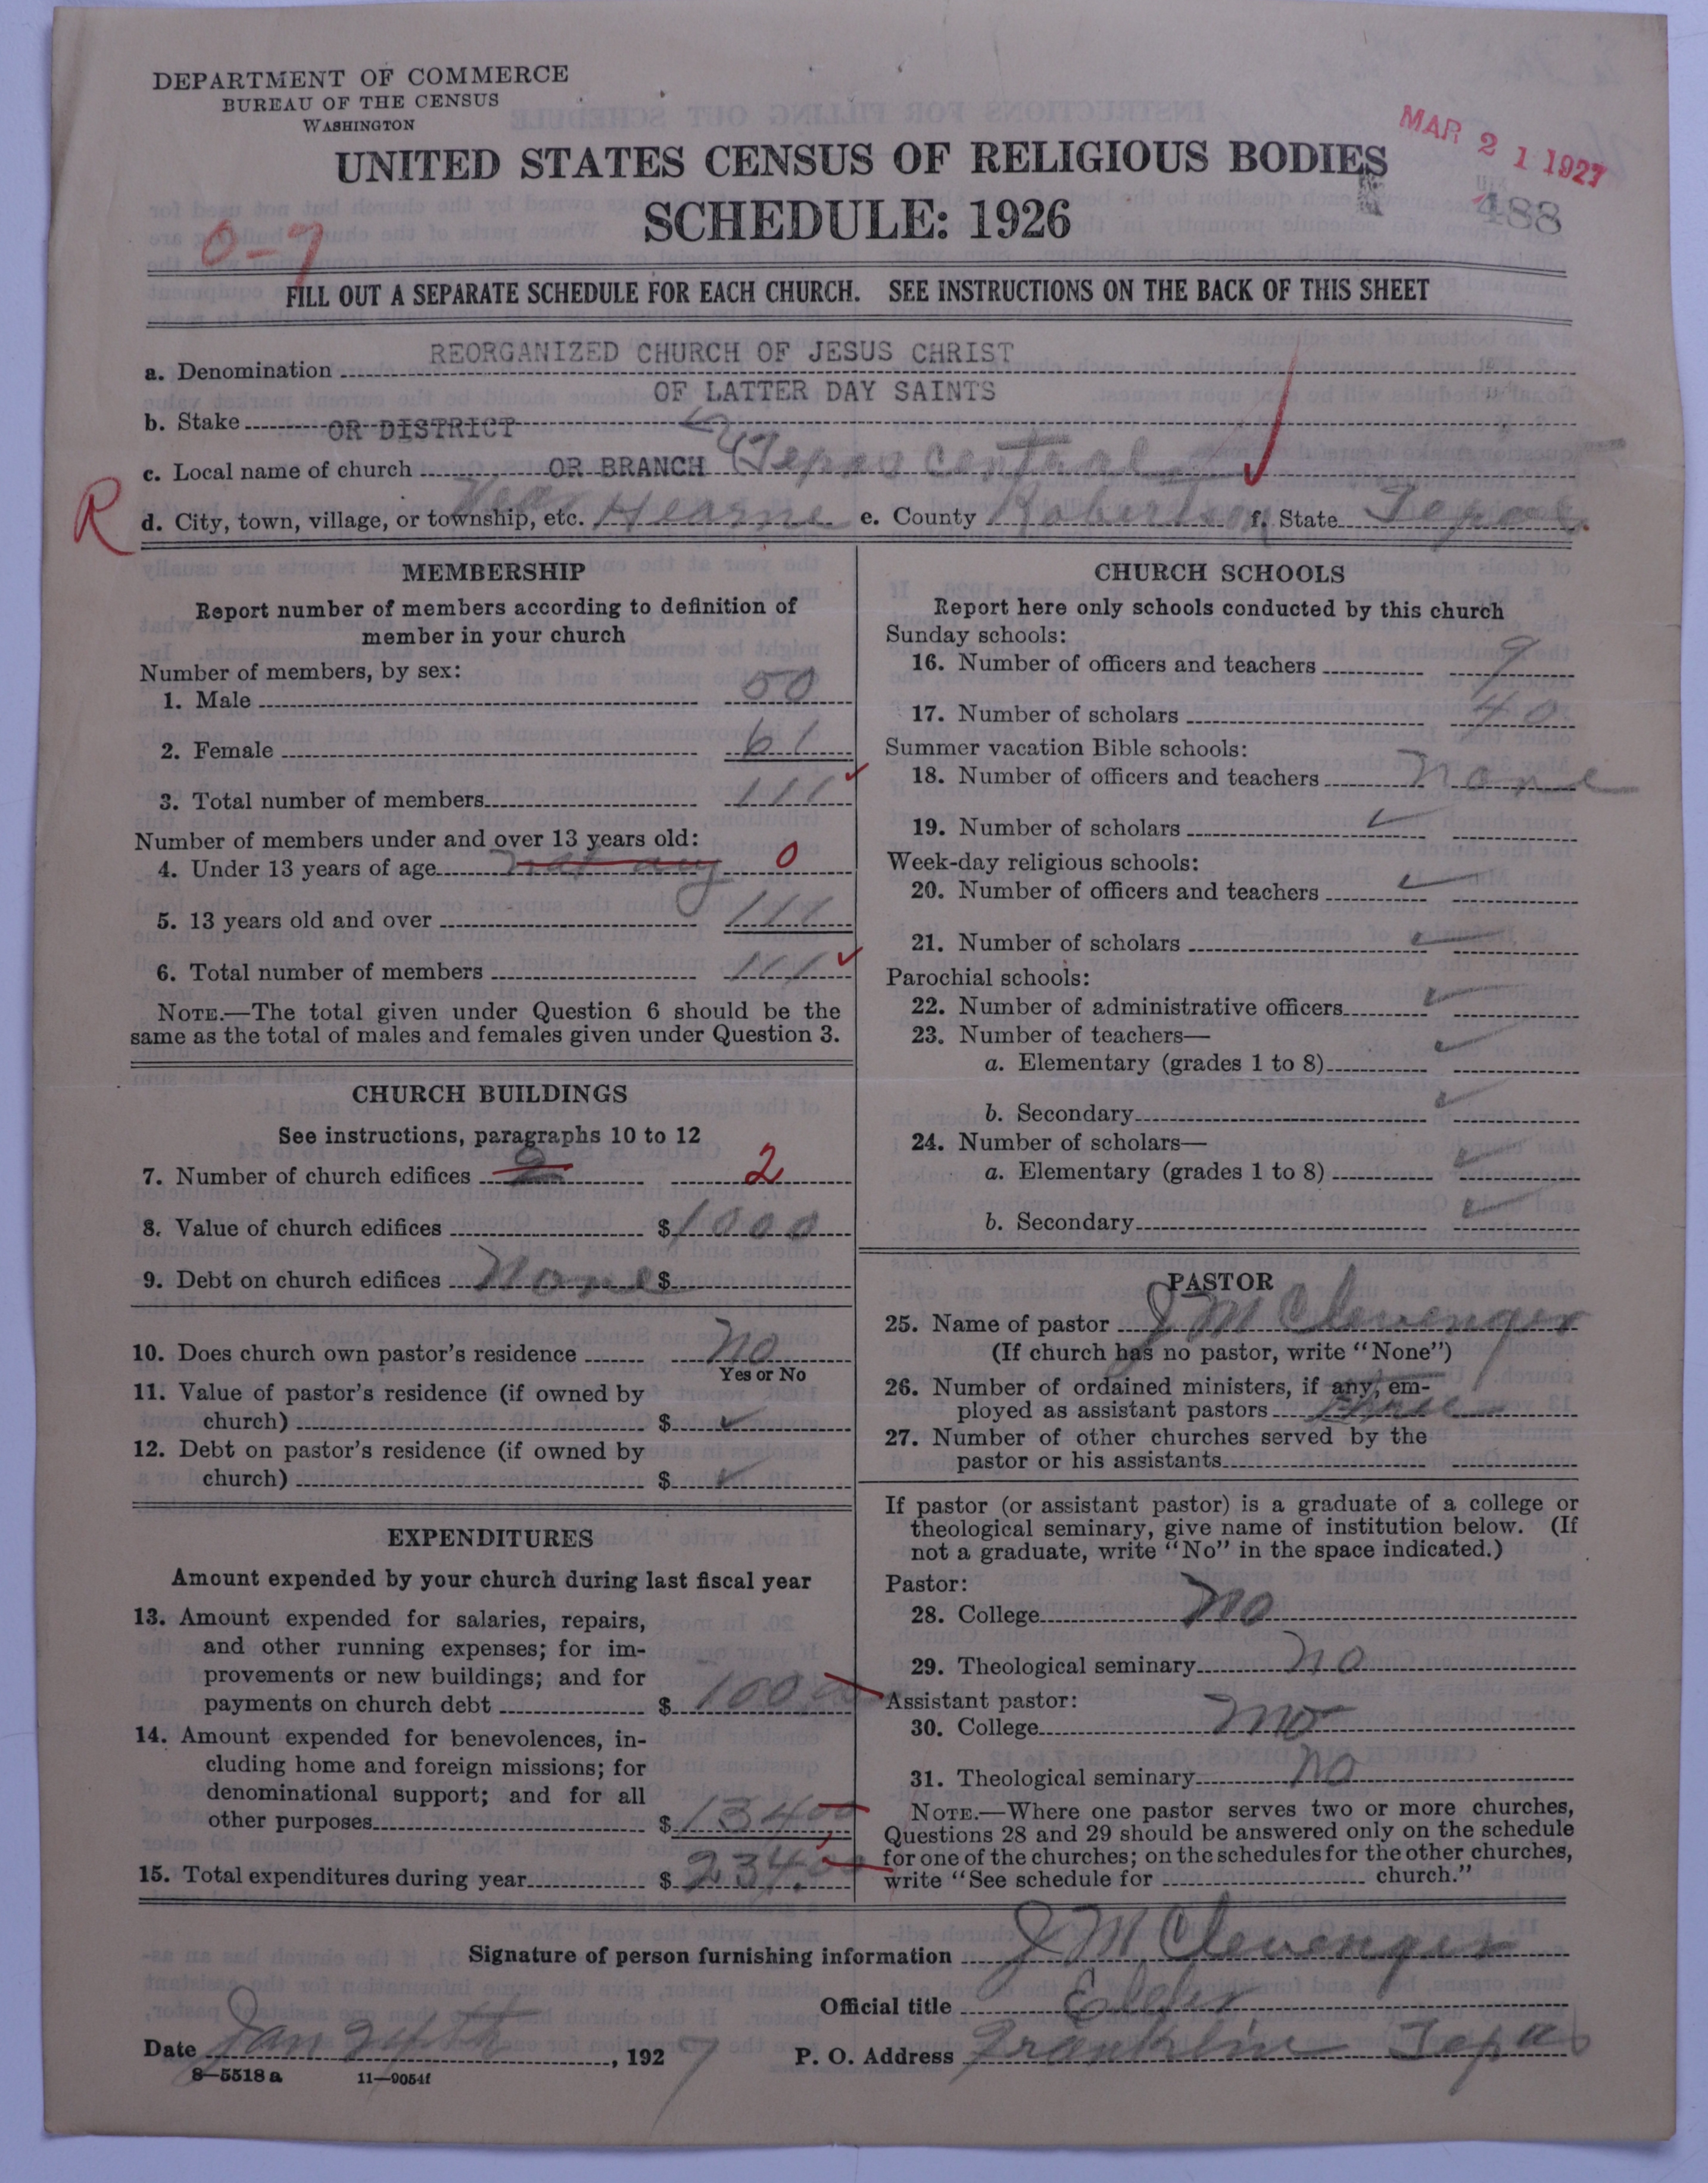 DEPARTMENT OF COMMERCE
BUREAU OF THE CENSUS
WASHINGTON
MAR 21 1927
UNITED STATES CENSUS OF RELIGIOUS BODIES
488
SCHEDULE: 1926
0-7
FILL OUT A SEPARATE SCHEDULE FOR EACH CHURCH. SEE INSTRUCTIONS ON THE BACK OF THIS SHEET
a. Denomination REORGANIZED CHURCH OF JESUS CHRIST
OF LATTER DAY SAINTS
b. Stake OR DISTRICT
c. Local name of church OR BRANCH Texas Central
R
d. City, town, village, or township, etc. Near Hearne e. County Robertson f. State Texas
MEMBERSHIP
Report number of members according to definition of
member in your church
Number of members, by sex:
1. Male 50
2. Female 61
3. Total number of members 111
Number of members under and over 13 years old:
4. Under 13 years of age not any 0
5. 13 years old and over 111
6. Total number of members 111
NOTE.—The total given under Question 6 should be the
same as the total of males and females given under Question 3.
CHURCH BUILDINGS
See instructions, paragraphs 10 to 12
7. Number of church edifices 2 2
8. Value of church edifices $1000
9. Debt on church edifices None $
10. Does church own pastor's residence No
Yes or No
11. Value of pastor's residence (if owned by
church) $ ✓
12. Debt on pastor's residence (if owned by
church) $ ✓
EXPENDITURES
Amount expended by your church during last fiscal year
13. Amount expended for salaries, repairs,
and other running expenses; for im-
provements or new buildings; and for
payments on church debt $ 100.00
14. Amount expended for benevolences, in-
cluding home and foreign missions; for
denominational support; and for all
other purposes $ 134.00
15. Total expenditures during year $ 234.00
CHURCH SCHOOLS
Report here only schools conducted by this church
Sunday schools:
16. Number of officers and teachers 9
17. Number of scholars 40
Summer vacation Bible schools:
18. Number of officers and teachers None
19. Number of scholars ✓
Week-day religious schools:
20. Number of officers and teachers ✓
21. Number of scholars ✓
Parochial schools:
22. Number of administrative officers ✓
23. Number of teachers—
a. Elementary (grades 1 to 8) ✓
b. Secondary ✓
24. Number of scholars—
a. Elementary (grades 1 to 8) ✓
b. Secondary ✓
PASTOR
25. Name of pastor J M Clevenger
(If church has no pastor, write "None")
26. Number of ordained ministers, if any, em-
ployed as assistant pastors three
27. Number of other churches served by the
pastor or his assistants
If pastor (or assistant pastor) is a graduate of a college or
theological seminary, give name of institution below. (If
not a graduate, write "No" in the space indicated.)
Pastor:
28. College No
29. Theological seminary no
Assistant pastor:
30. College no
31. Theological seminary No
NOTE.—Where one pastor serves two or more churches,
Questions 28 and 29 should be answered only on the schedule
for one of the churches; on the schedules for the other churches,
write "See schedule for church."
Signature of person furnishing information J M Clevenger
Official title Elder
Date Jan 24th, 1927 P. O. Address Franklin Texas
8—5518a 11—9054f